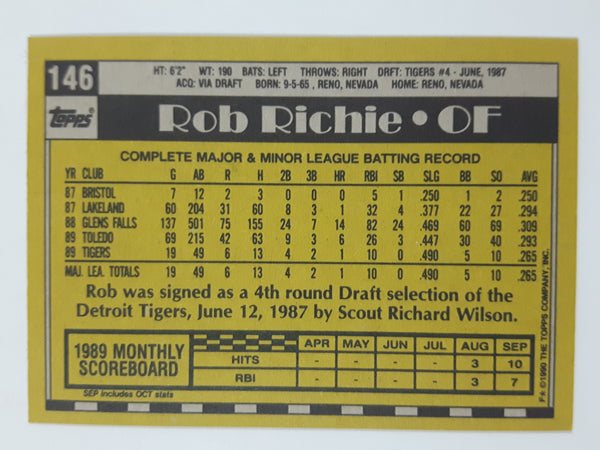 146
HT: 6'2" WT: 190 BATS: LEFT THROWS: RIGHT DRFT: TIGERS #4 - JUNE, 1987
ACQ: VIA DRAFT BORN: 9-5-65 , RENO, NEVADA HOME: RENO, NEVADA
Topps®
Rob Richie • OF
COMPLETE MAJOR & MINOR LEAGUE BATTING RECORD
YR CLUB G AB R H 2B 3B HR RBI SB SLG BB SO AVG
87 BRISTOL 7 12 2 3 0 0 0 5 1 .250 1 2 .250
87 LAKELAND 60 204 31 60 8 3 1 32 4 .377 22 27 .294
88 GLENS FALLS 137 501 75 155 24 7 14 82 24 .469 60 69 .309
89 TOLEDO 69 215 42 63 9 3 6 26 3 .447 30 40 .293
89 TIGERS 19 49 6 13 4 2 1 10 0 .490 5 10 .265
MAJ. LEA. TOTALS 19 49 6 13 4 2 1 10 0 .490 5 10 .265
Rob was signed as a 4th round Draft selection of the
Detroit Tigers, June 12, 1987 by Scout Richard Wilson.
1989 MONTHLY
SCOREBOARD
APR MAY JUN JUL AUG SEP
HITS - - - - 3 10
RBI - - - - 3 7
SEP includes OCT stats
F* ©1990 THE TOPPS COMPANY, INC.